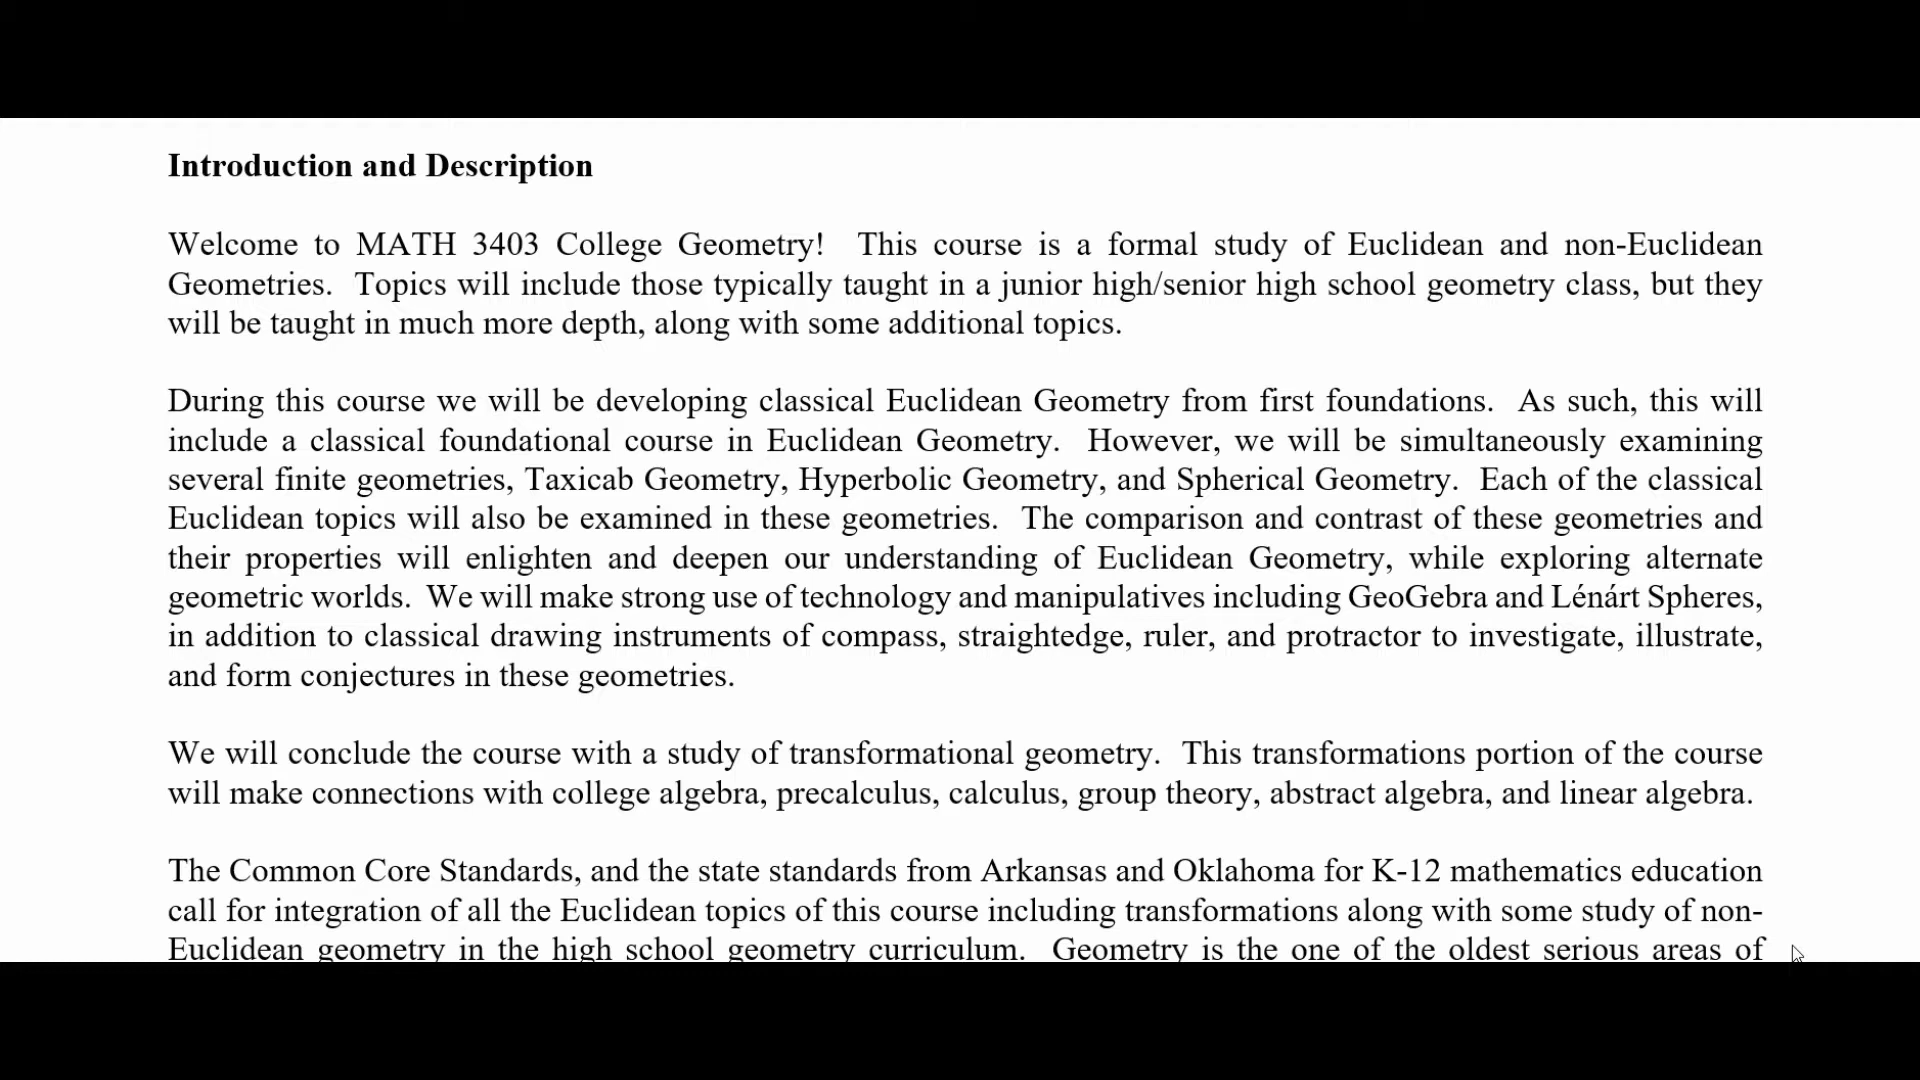 Introduction and Description
Welcome to MATH 3403 College Geometry! This course is a formal study of Euclidean and non-Euclidean
Geometries. Topics will include those typically taught in a junior high/senior high school geometry class, but they
will be taught in much more depth, along with some additional topics.
During this course we will be developing classical Euclidean Geometry from first foundations. As such, this will
include a classical foundational course in Euclidean Geometry. However, we will be simultaneously examining
several finite geometries, Taxicab Geometry, Hyperbolic Geometry, and Spherical Geometry. Each of the classical
Euclidean topics will also be examined in these geometries. The comparison and contrast of these geometries and
their properties will enlighten and deepen our understanding of Euclidean Geometry, while exploring alternate
geometric worlds. We will make strong use of technology and manipulatives including GeoGebra and Lénárt Spheres,
in addition to classical drawing instruments of compass, straightedge, ruler, and protractor to investigate, illustrate,
and form conjectures in these geometries.
We will conclude the course with a study of transformational geometry. This transformations portion of the course
will make connections with college algebra, precalculus, calculus, group theory, abstract algebra, and linear algebra.
The Common Core Standards, and the state standards from Arkansas and Oklahoma for K-12 mathematics education
call for integration of all the Euclidean topics of this course including transformations along with some study of non-
Euclidean geometry in the high school geometry curriculum. Geometry is the one of the oldest serious areas of